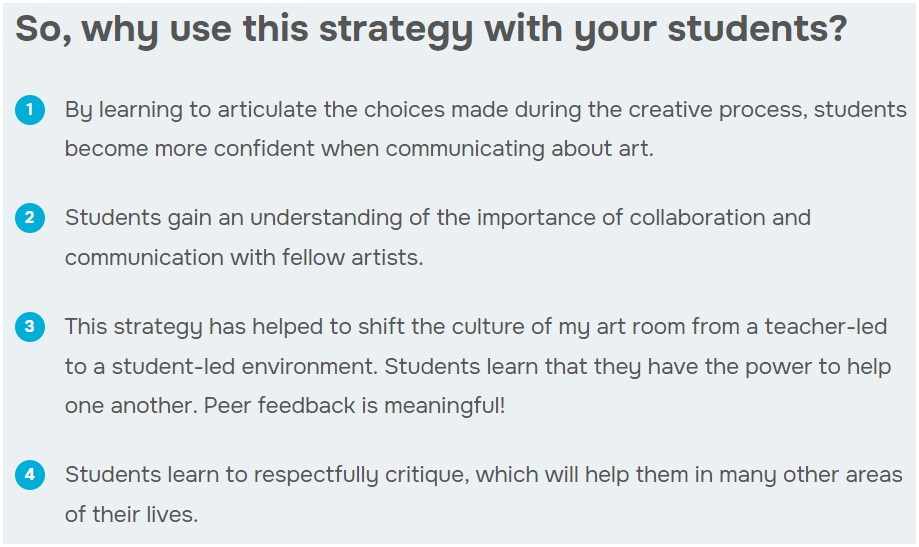 So, why use this strategy with your students?
1 By learning to articulate the choices made during the creative process, students
become more confident when communicating about art.
2 Students gain an understanding of the importance of collaboration and
communication with fellow artists.
3 This strategy has helped to shift the culture of my art room from a teacher-led
to a student-led environment. Students learn that they have the power to help
one another. Peer feedback is meaningful!
4 Students learn to respectfully critique, which will help them in many other areas
of their lives.